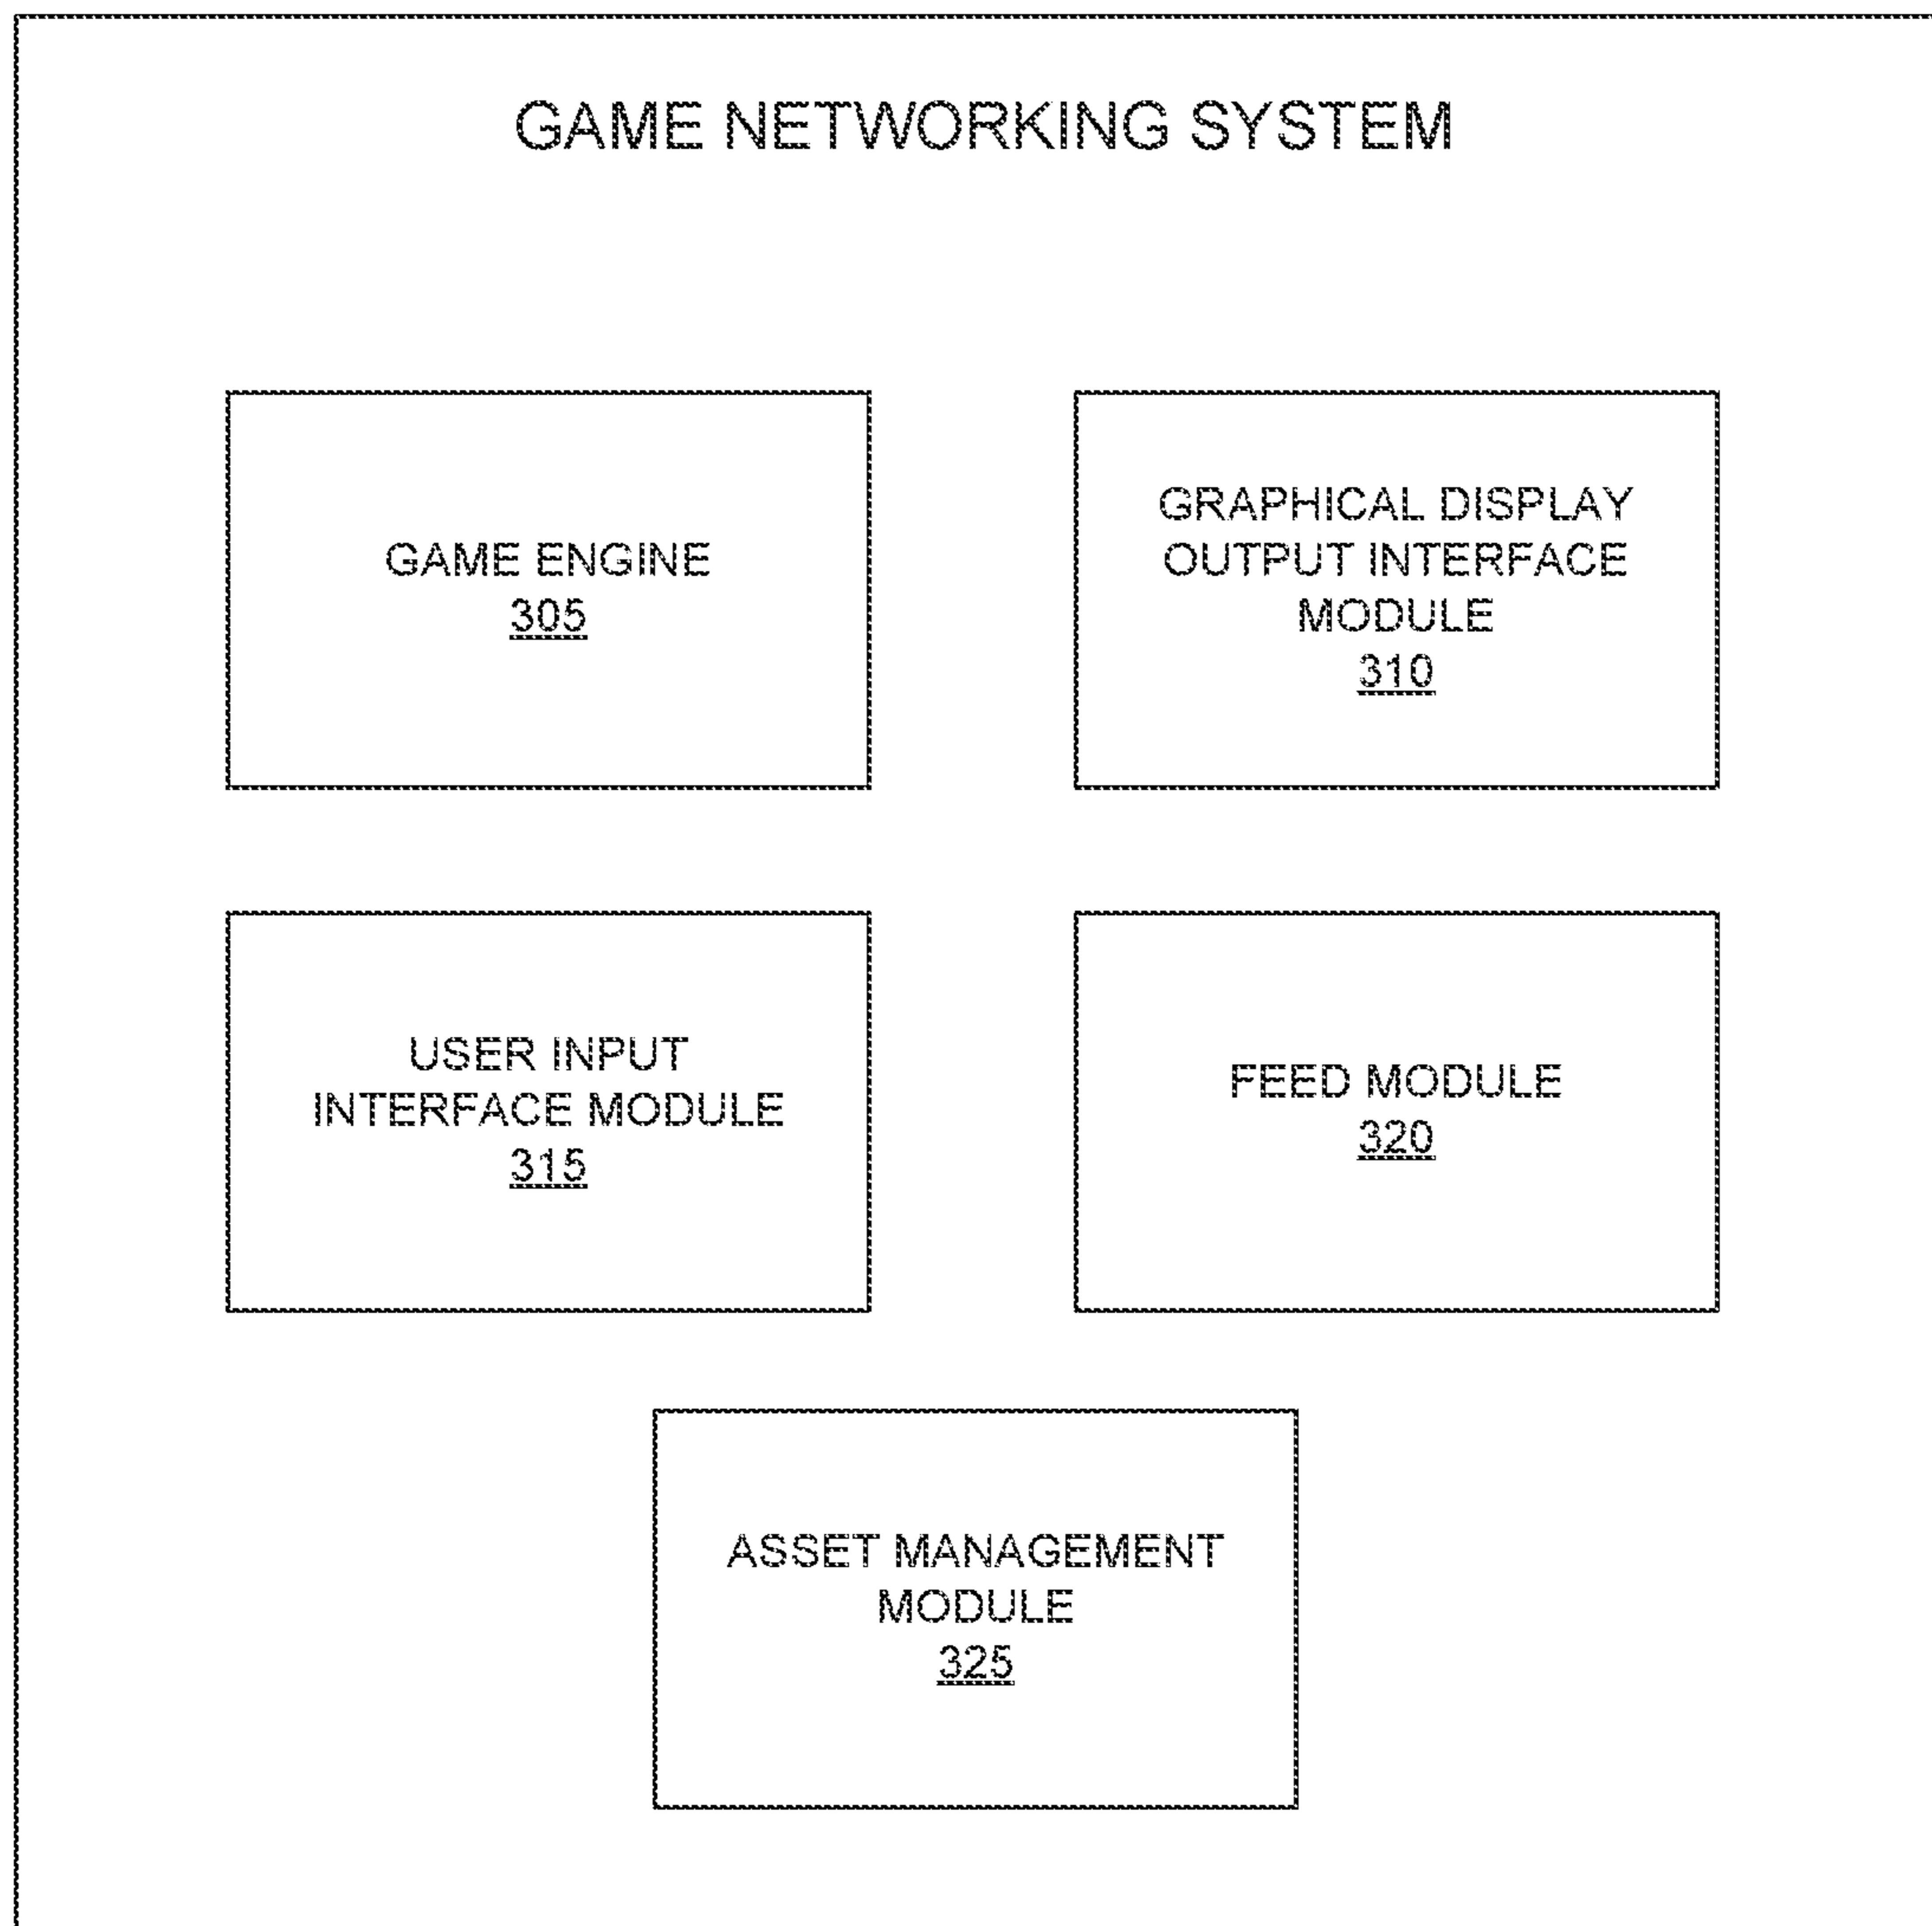 GAME NETWORKING SYSTEM
GAME ENGINE
305
GRAPHICAL DISPLAY
OUTPUT INTERFACE
MODULE
310
USER INPUT
INTERFACE MODULE
315
FEED MODULE
320
ASSET MANAGEMENT
MODULE
325